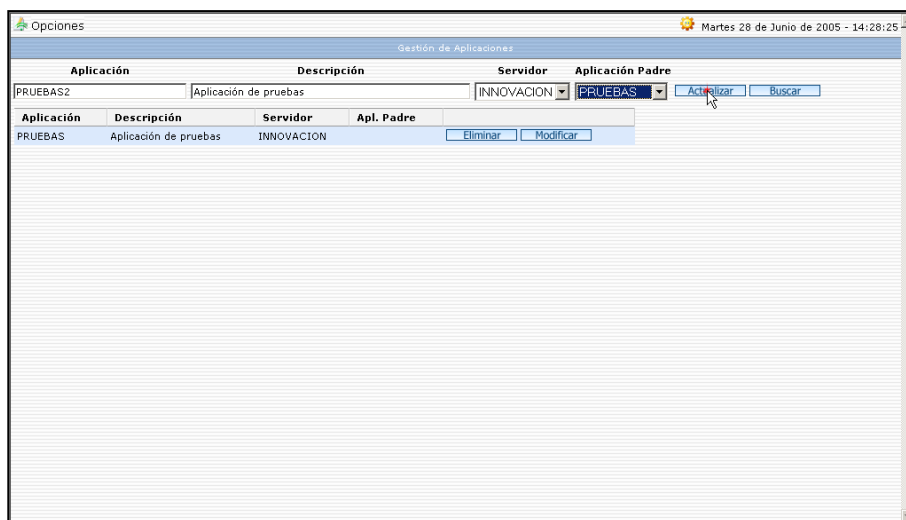 Opciones Martes 28 de Junio de 2005 - 14:28:25
Gestión de Aplicaciones
Aplicación Descripción Servidor Aplicación Padre
PRUEBAS2 Aplicación de pruebas INNOVACION PRUEBAS Actualizar Buscar
Aplicación Descripción Servidor Apl. Padre
PRUEBAS Aplicación de pruebas INNOVACION Eliminar Modificar